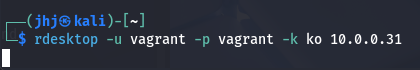 ┌──(jhj㉿kali)-[~]
└─$ rdesktop -u vagrant -p vagrant -k ko 10.0.0.31